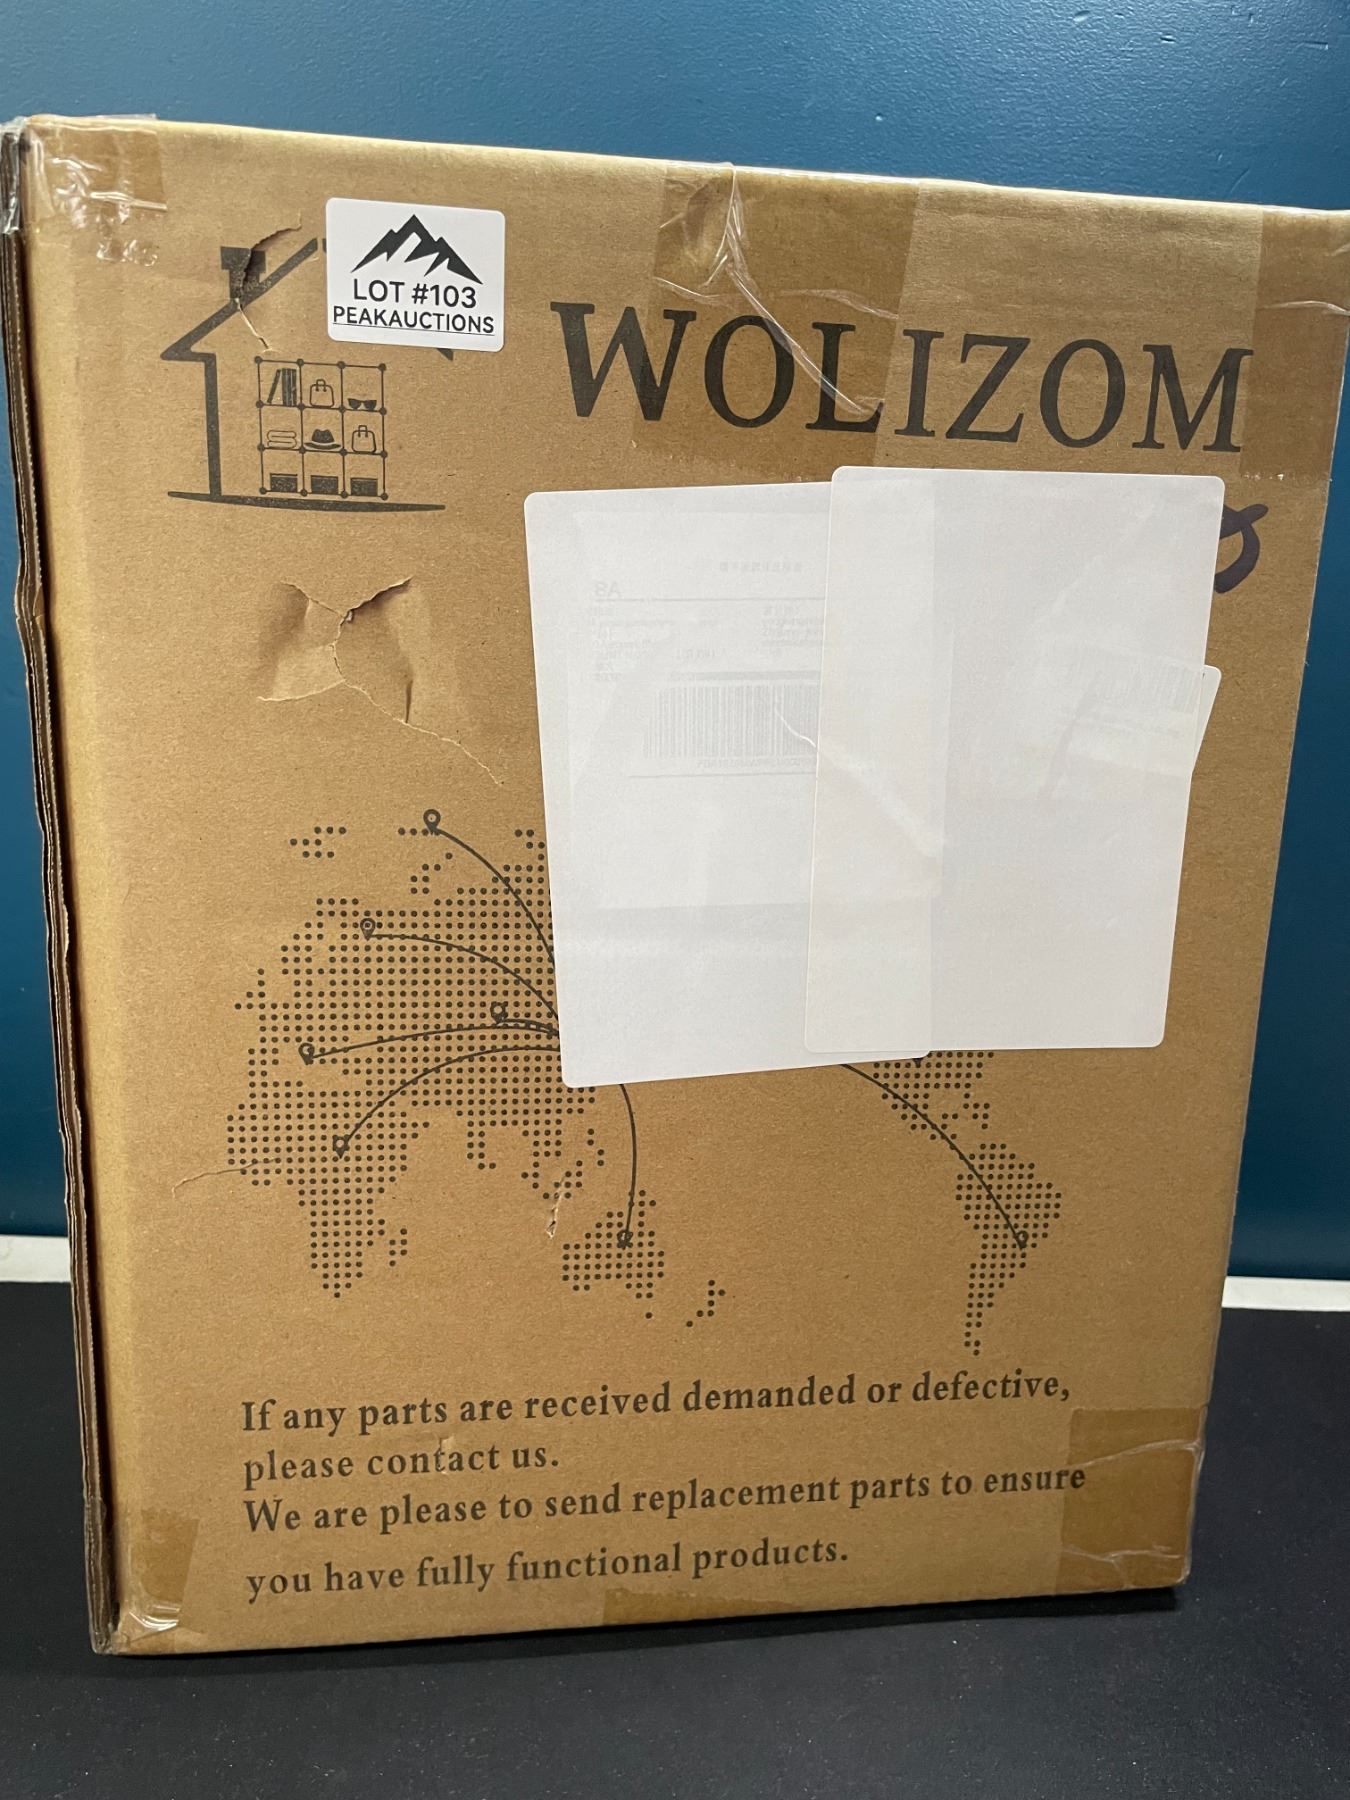 LOT #103
PEAKAUCTIONS
WOLIZOM
If any parts are received demanded or defective,
please contact us.
We are please to send replacement parts to ensure
you have fully functional products.